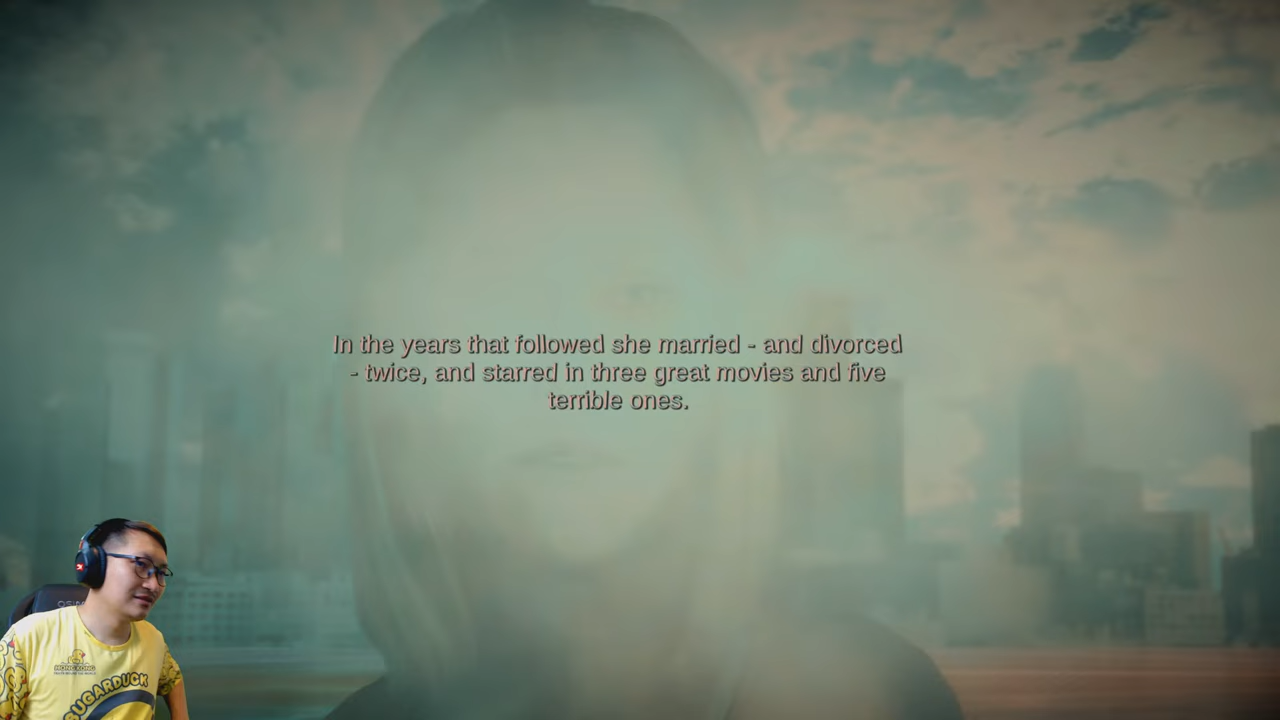 In the years that followed she married - and divorced
- twice, and starred in three great movies and five
terrible ones.
HONGKONG
SUGARDUCK